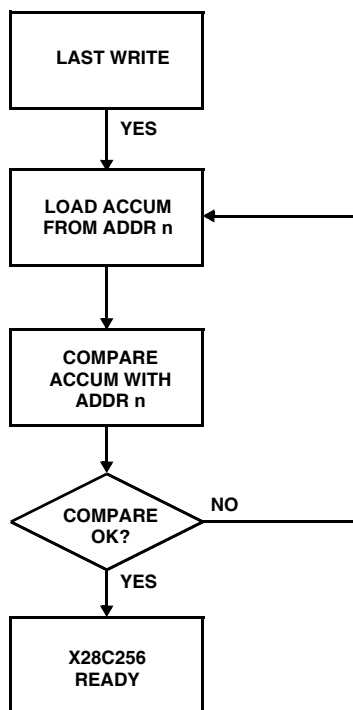 LAST WRITE
YES
LOAD ACCUM
FROM ADDR n
COMPARE
ACCUM WITH
ADDR n
COMPARE
OK?
NO
YES
X28C256
READY